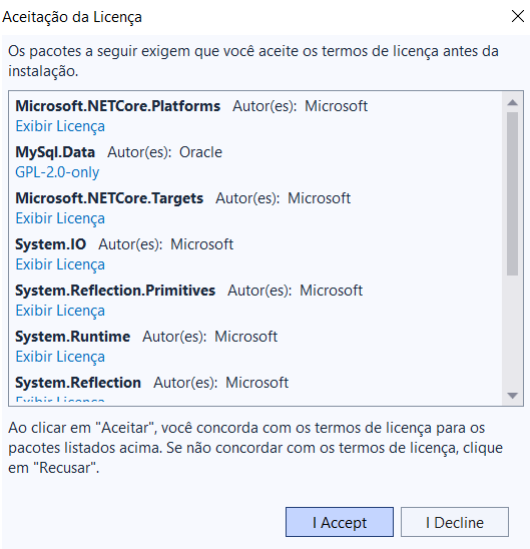 Aceitação da Licença
Os pacotes a seguir exigem que você aceite os termos de licença antes da
instalação.
Microsoft.NETCore.Platforms Autor(es): Microsoft
Exibir Licença
MySql.Data Autor(es): Oracle
GPL-2.0-only
Microsoft.NETCore.Targets Autor(es): Microsoft
Exibir Licença
System.IO Autor(es): Microsoft
Exibir Licença
System.Reflection.Primitives Autor(es): Microsoft
Exibir Licença
System.Runtime Autor(es): Microsoft
Exibir Licença
System.Reflection Autor(es): Microsoft
Exibir Licença
Ao clicar em "Aceitar", você concorda com os termos de licença para os
pacotes listados acima. Se não concordar com os termos de licença, clique
em "Recusar".
I Accept I Decline